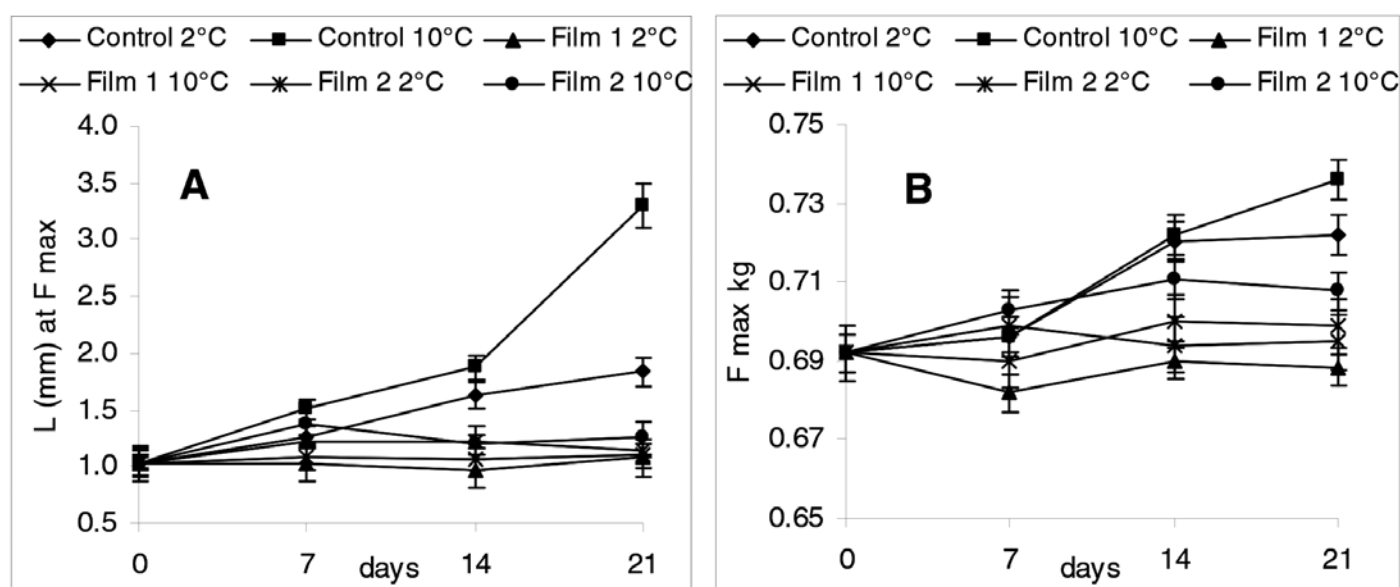 Control 2°C Control 10°C Film 1 2°C
Film 1 10°C Film 2 2°C Film 2 10°C
4.0
3.5
3.0
2.5
2.0
1.5
1.0
0.5
L (mm) at F max
A
0 7 14 21
days
Control 2°C Control 10°C Film 1 2°C
Film 1 10°C Film 2 2°C Film 2 10°C
0.75
0.73
0.71
0.69
0.67
0.65
F max kg
B
0 7 14 21
days